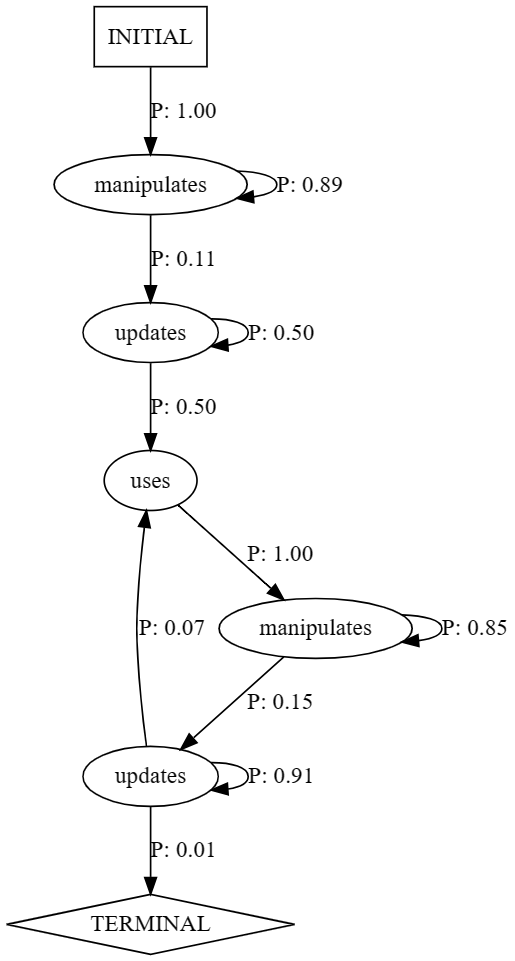 INITIAL
P: 1.00
manipulates
P: 0.89
P: 0.11
updates
P: 0.50
P: 0.50
uses
P: 1.00
manipulates
P: 0.85
P: 0.07
P: 0.15
updates
P: 0.91
P: 0.01
TERMINAL